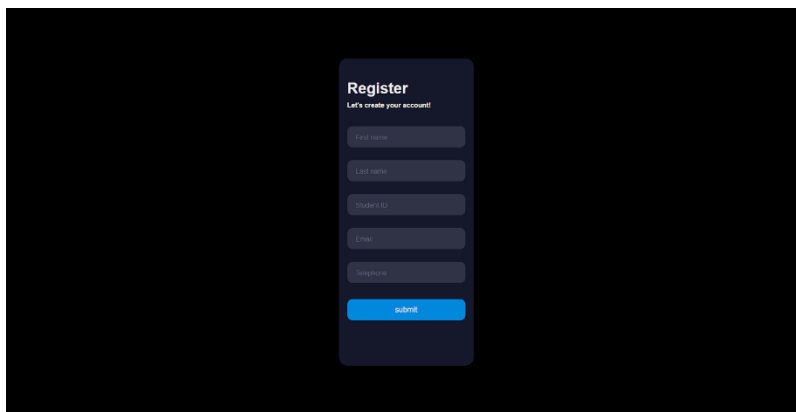 Register
Let's create your account!
First name
Last name
Student ID
Email
Telephone
submit